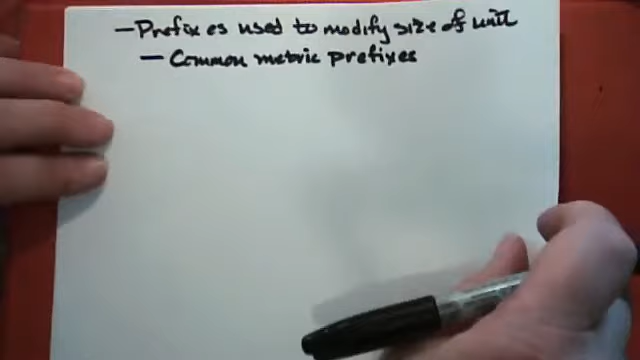 - Prefixes used to modify size of unit
- Common metric prefixes